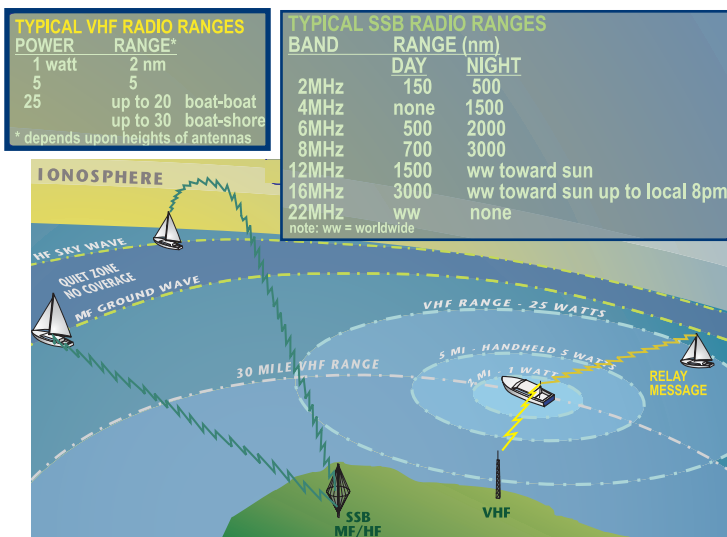 TYPICAL VHF RADIO RANGES
POWER RANGE*
1 watt 2 nm
5 5
25 up to 20 boat-boat
up to 30 boat-shore
* depends upon heights of antennas
TYPICAL SSB RADIO RANGES
BAND RANGE (nm)
DAY NIGHT
2MHz 150 500
4MHz none 1500
6MHz 500 2000
8MHz 700 3000
12MHz 1500 ww toward sun
16MHz 3000 ww toward sun up to local 8pm
22MHz ww none
note: ww = worldwide
IONOSPHERE
HF SKY WAVE
QUIET ZONE
NO COVERAGE
MF GROUND WAVE
VHF RANGE - 25 WATTS
5 MI - HANDHELD 5 WATTS
2 MI - 1 WATT
30 MILE VHF RANGE
RELAY
MESSAGE
VHF
SSB
MF/HF